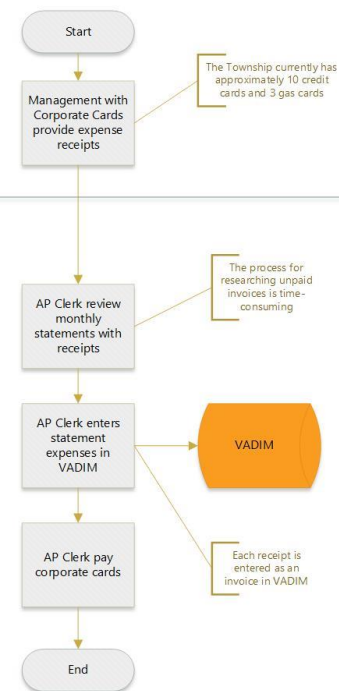 Start
The Township currently has
approximately 10 credit
cards and 3 gas cards
Management with
Corporate Cards
provide expense
receipts
The process for
researching unpaid
invoices is time-
consuming
AP Clerk review
monthly
statements with
receipts
AP Clerk enters
statement
expenses in
VADIM
VADIM
AP Clerk pay
corporate cards
Each receipt is
entered as an
invoice in VADIM
End